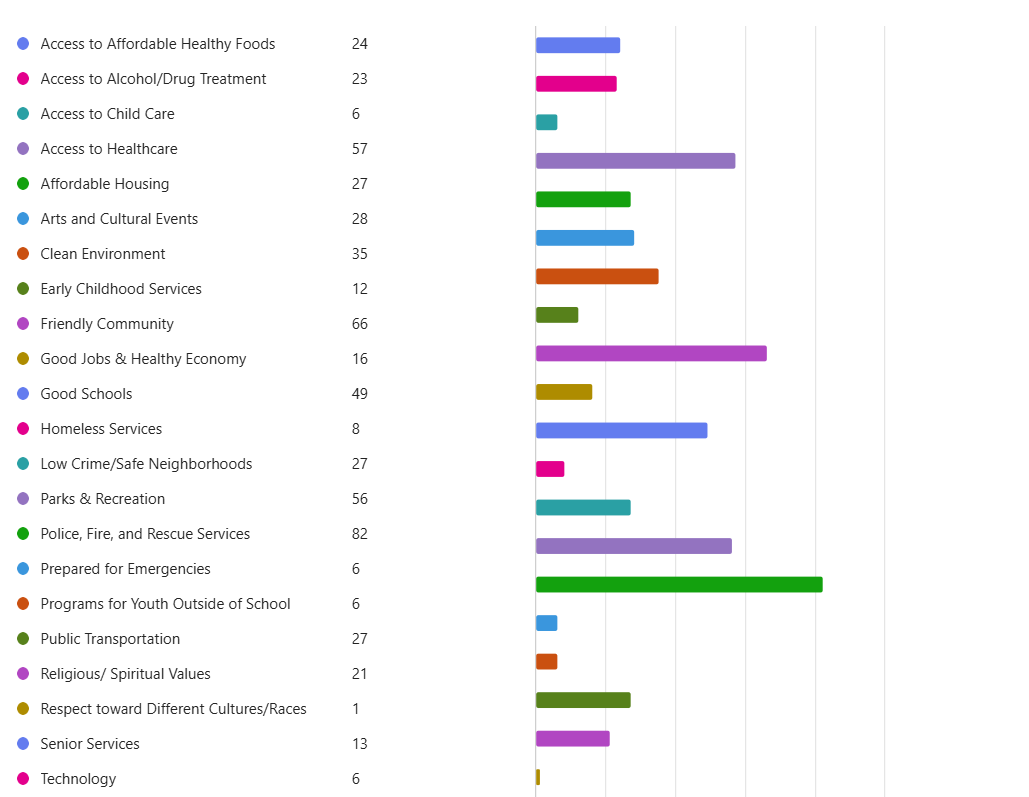 Access to Affordable Healthy Foods 24
Access to Alcohol/Drug Treatment 23
Access to Child Care 6
Access to Healthcare 57
Affordable Housing 27
Arts and Cultural Events 28
Clean Environment 35
Early Childhood Services 12
Friendly Community 66
Good Jobs & Healthy Economy 16
Good Schools 49
Homeless Services 8
Low Crime/Safe Neighborhoods 27
Parks & Recreation 56
Police, Fire, and Rescue Services 82
Prepared for Emergencies 6
Programs for Youth Outside of School 6
Public Transportation 27
Religious/ Spiritual Values 21
Respect toward Different Cultures/Races 1
Senior Services 13
Technology 6